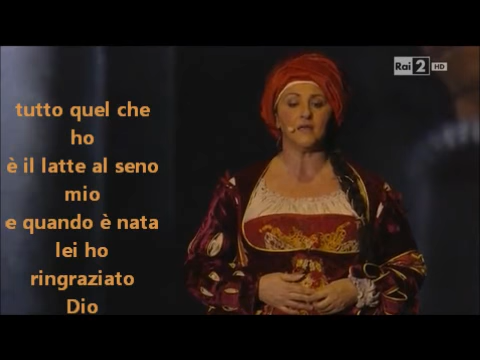 Rai 2 HD
tutto quel che
ho
è il latte al seno
mio
e quando è nata
lei ho
ringraziato
Dio